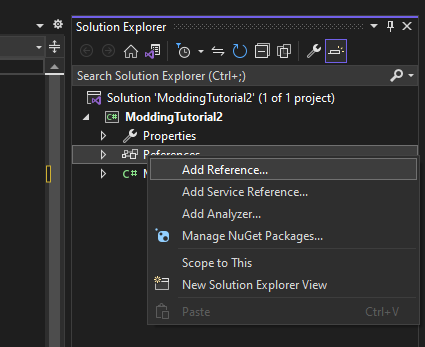 Solution Explorer
Search Solution Explorer (Ctrl+;)
Solution 'ModdingTutorial2' (1 of 1 project)
C# ModdingTutorial2
Properties
References
C#
Add Reference...
Add Service Reference...
Add Analyzer...
Manage NuGet Packages...
Scope to This
New Solution Explorer View
Paste Ctrl+V